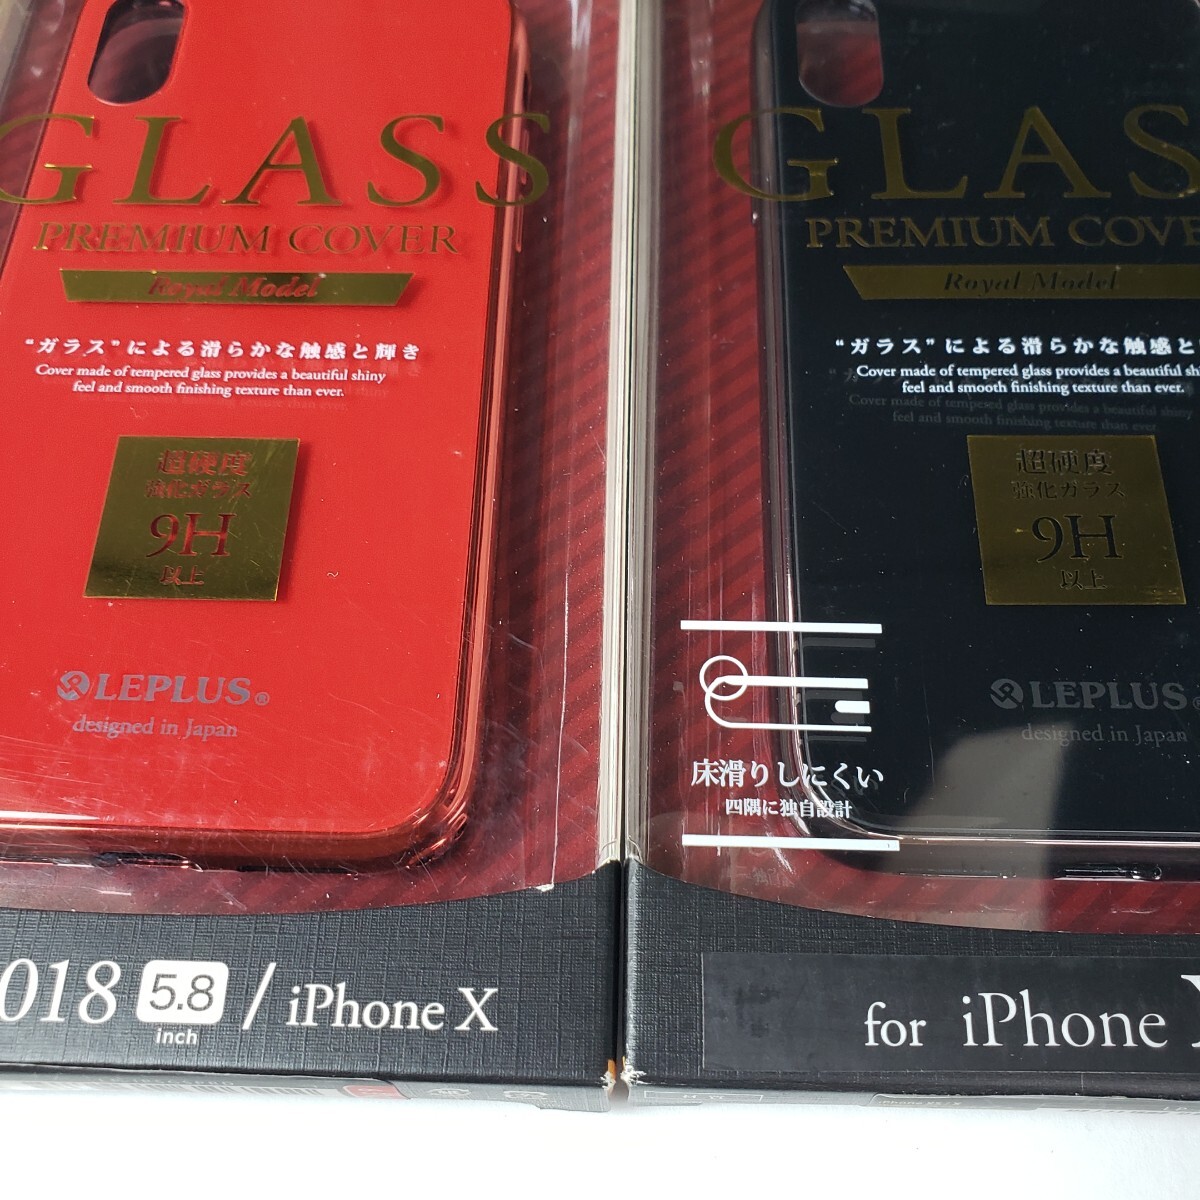 GLASS
PREMIUM COVER
Royal Model
“ガラス”による滑らかな触感と輝き
Cover made of tempered glass provides a beautiful shiny
feel and smooth finishing texture than ever.
超硬度
強化ガラス
9H
以上
LEPLUS®
designed in Japan
018 5.8 inch / iPhone X
GLASS
PREMIUM COVE
Royal Model
“ガラス”による滑らかな触感と
Cover made of tempered glass provides a beautiful shi
feel and smooth finishing texture than ever.
超硬度
強化ガラス
9H
以上
LEPLUS
designed in Japan
床滑りしにくい
四隅に独自設計
for iPhone X